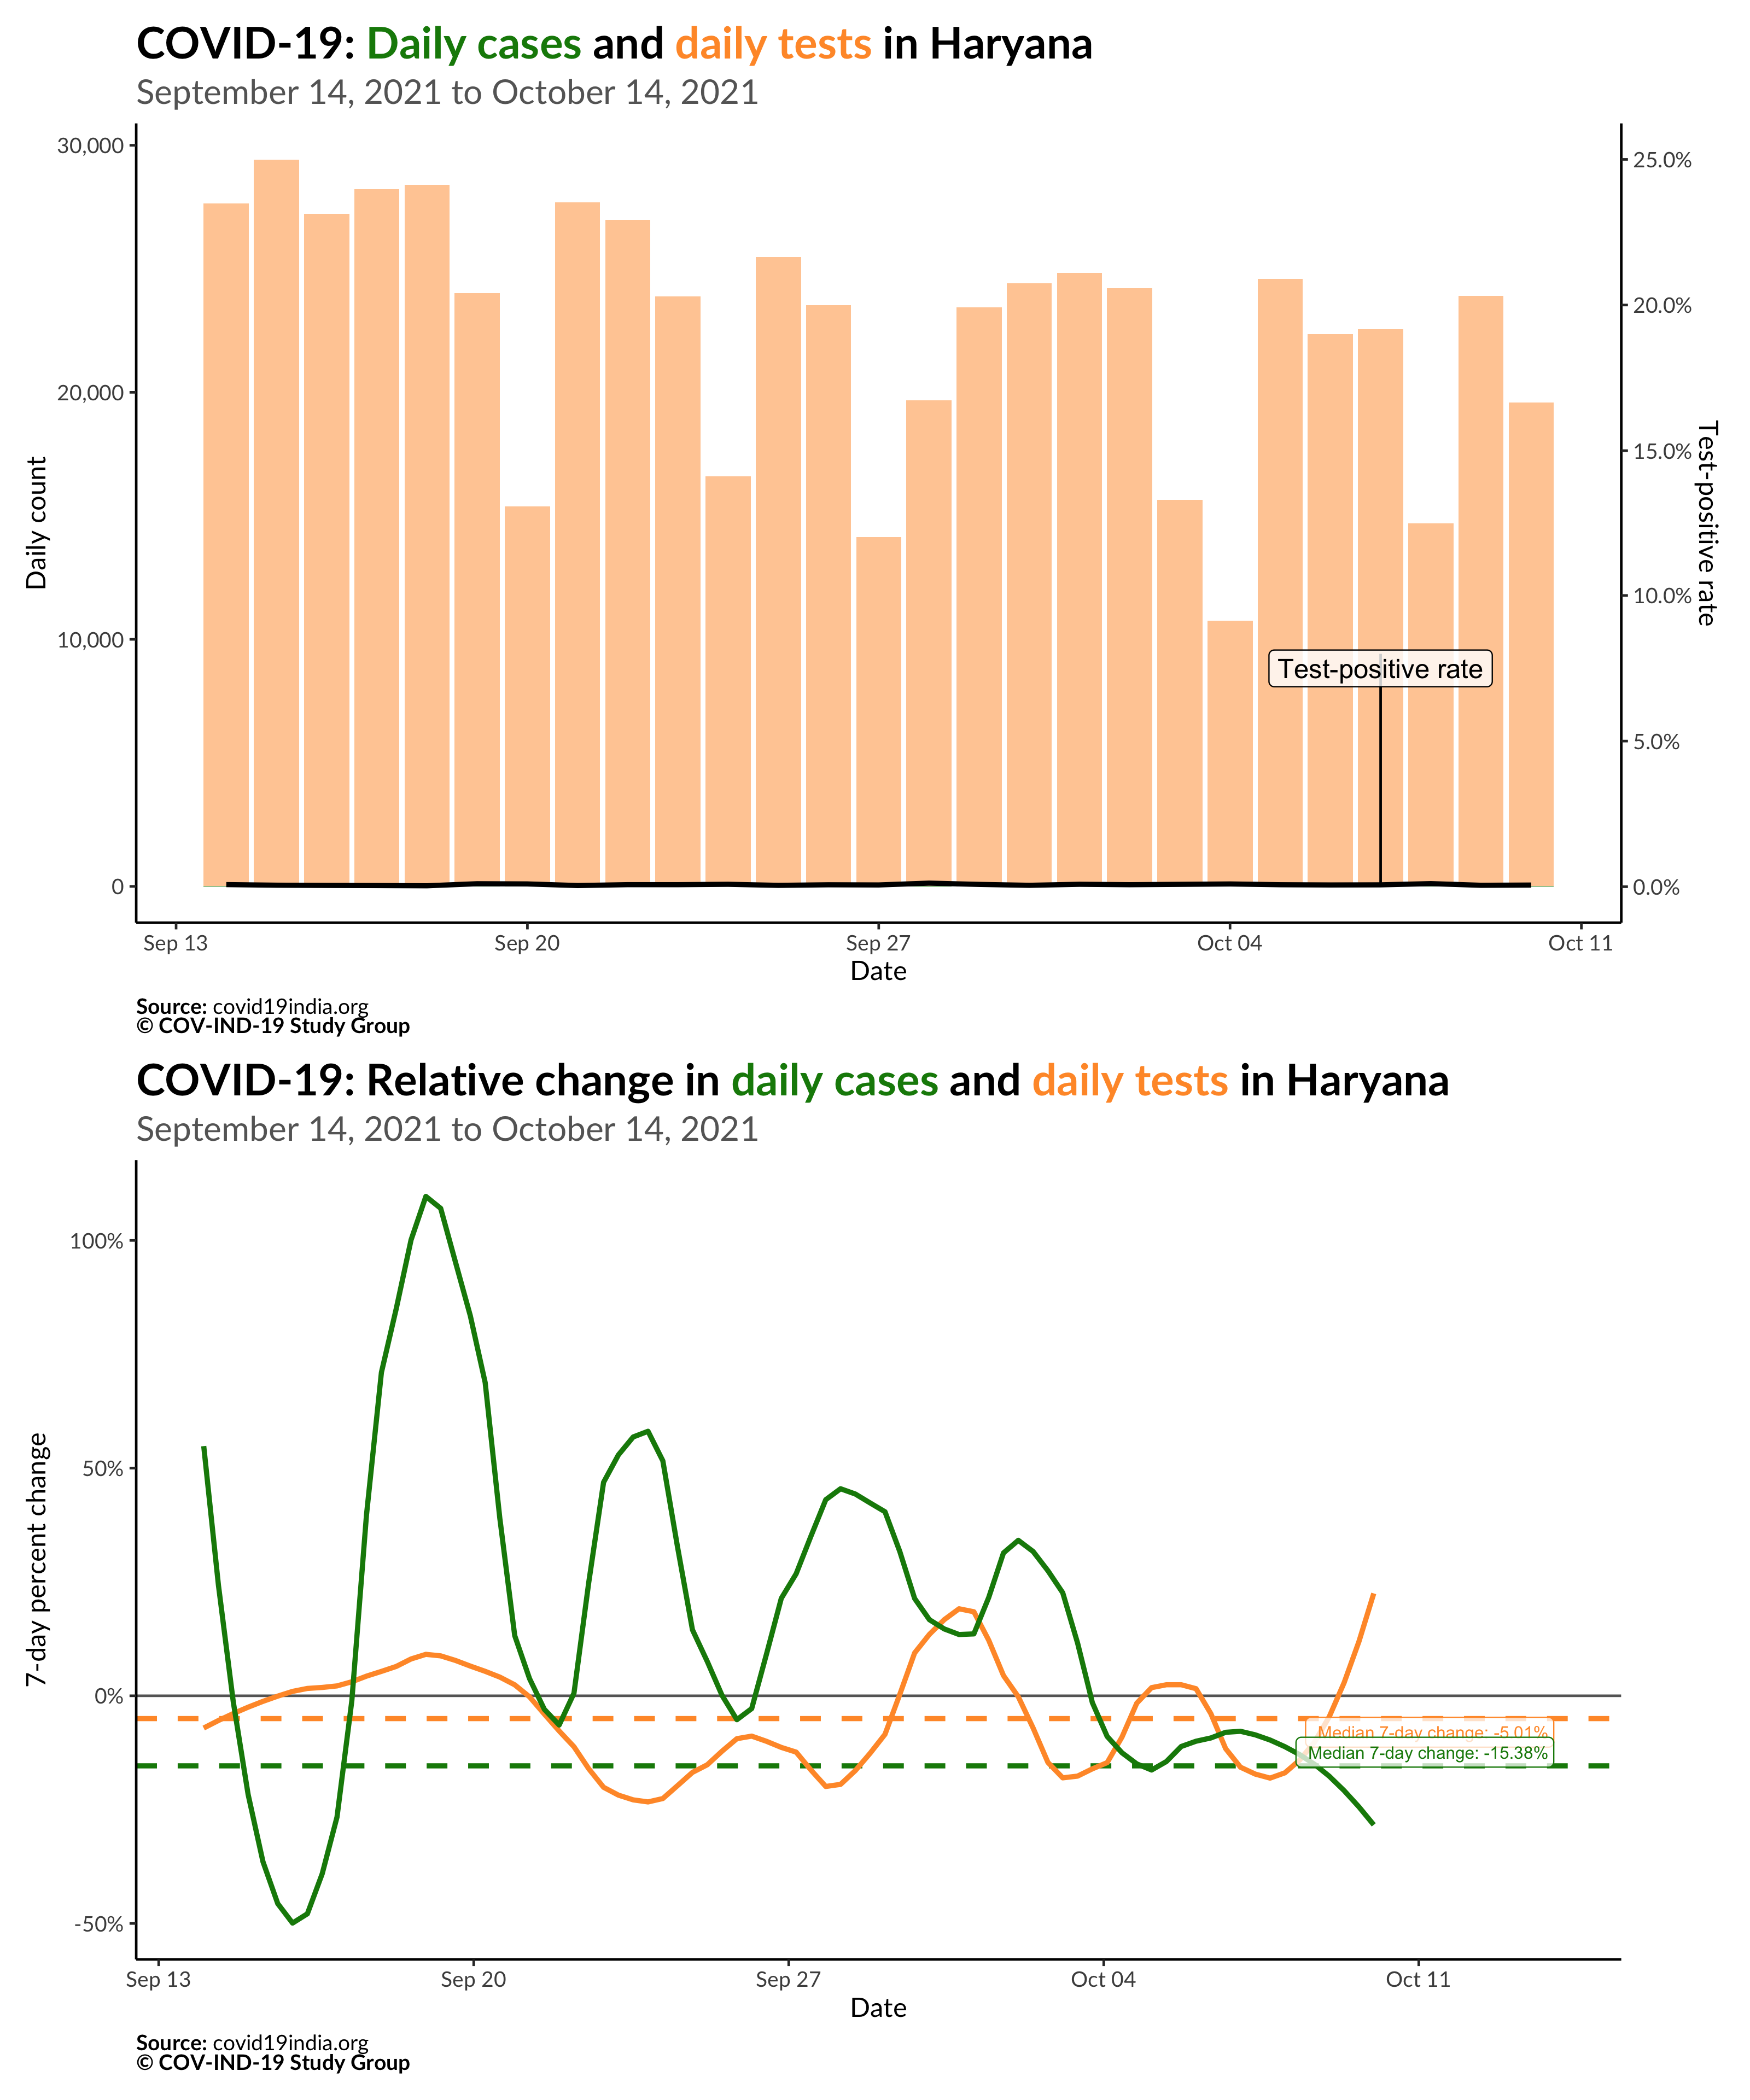 COVID-19: Daily cases and daily tests in Haryana
September 14, 2021 to October 14, 2021
30,000
20,000
10,000
0
Daily count
25.0%
20.0%
15.0%
10.0%
5.0%
0.0%
Test-positive rate
Test-positive rate
Sep 13
Sep 20
Sep 27
Oct 04
Oct 11
Date
Source: covid19india.org
© COV-IND-19 Study Group
COVID-19: Relative change in daily cases and daily tests in Haryana
September 14, 2021 to October 14, 2021
100%
50%
0%
-50%
7-day percent change
Median 7-day change: -5.01%
Median 7-day change: -15.38%
Sep 13
Sep 20
Sep 27
Oct 04
Oct 11
Date
Source: covid19india.org
© COV-IND-19 Study Group